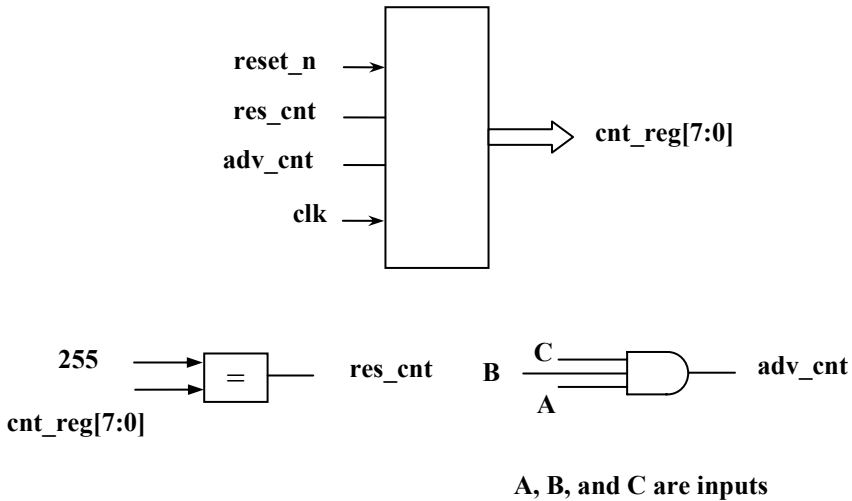 reset_n
res_cnt
adv_cnt
clk
cnt_reg[7:0]
255
=
cnt_reg[7:0]
res_cnt
C
B
A
adv_cnt
A, B, and C are inputs